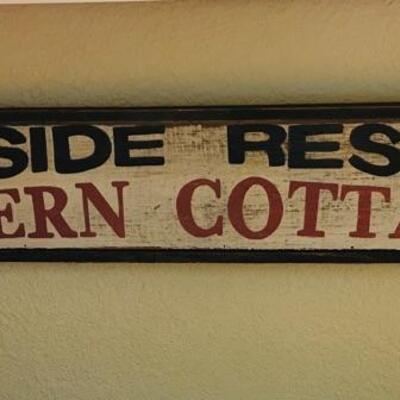 SIDE RES
ERN COTTA